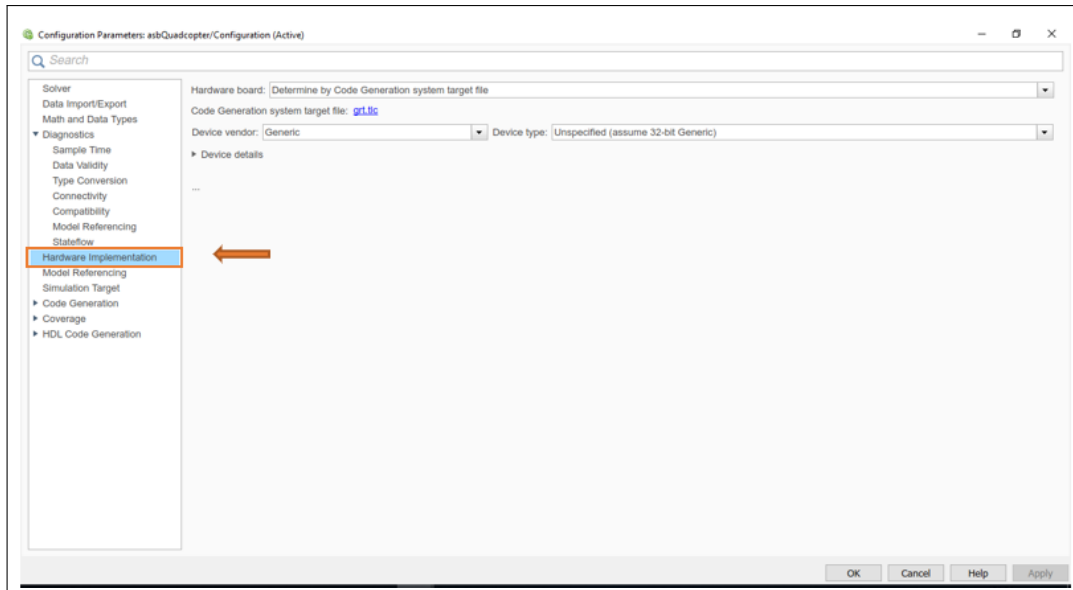 Configuration Parameters: asbQuadcopter/Configuration (Active)
Search
Solver
Data Import/Export
Math and Data Types
Diagnostics
Sample Time
Data Validity
Type Conversion
Connectivity
Compatibility
Model Referencing
Stateflow
Hardware Implementation
Model Referencing
Simulation Target
Code Generation
Coverage
HDL Code Generation
Hardware board: Determine by Code Generation system target file
Code Generation system target file: grt.tlc
Device vendor: Generic Device type: Unspecified (assume 32-bit Generic)
Device details
...
OK Cancel Help Apply